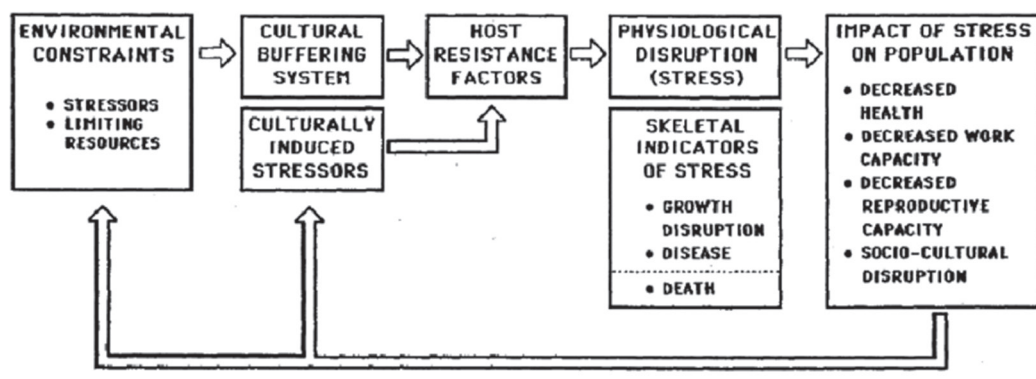 ENVIRONMENTAL
CONSTRAINTS
• STRESSORS
• LIMITING
RESOURCES
CULTURAL
BUFFERING
SYSTEM
CULTURALLY
INDUCED
STRESSORS
HOST
RESISTANCE
FACTORS
PHYSIOLOGICAL
DISRUPTION
(STRESS)
SKELETAL
INDICATORS
OF STRESS
• GROWTH
DISRUPTION
• DISEASE
• DEATH
IMPACT OF STRESS
ON POPULATION
• DECREASED
HEALTH
• DECREASED WORK
CAPACITY
• DECREASED
REPRODUCTIVE
CAPACITY
• SOCIO-CULTURAL
DISRUPTION